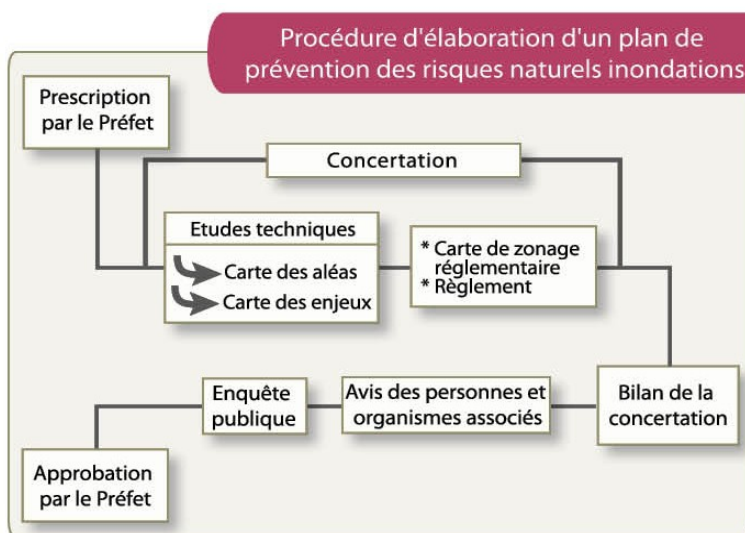 Procédure d'élaboration d'un plan de
prévention des risques naturels inondations
Prescription
par le Préfet
Concertation
Etudes techniques
Carte des aléas
Carte des enjeux
* Carte de zonage
réglementaire
* Règlement
Bilan de la
concertation
Avis des personnes et
organismes associés
Enquête
publique
Approbation
par le Préfet